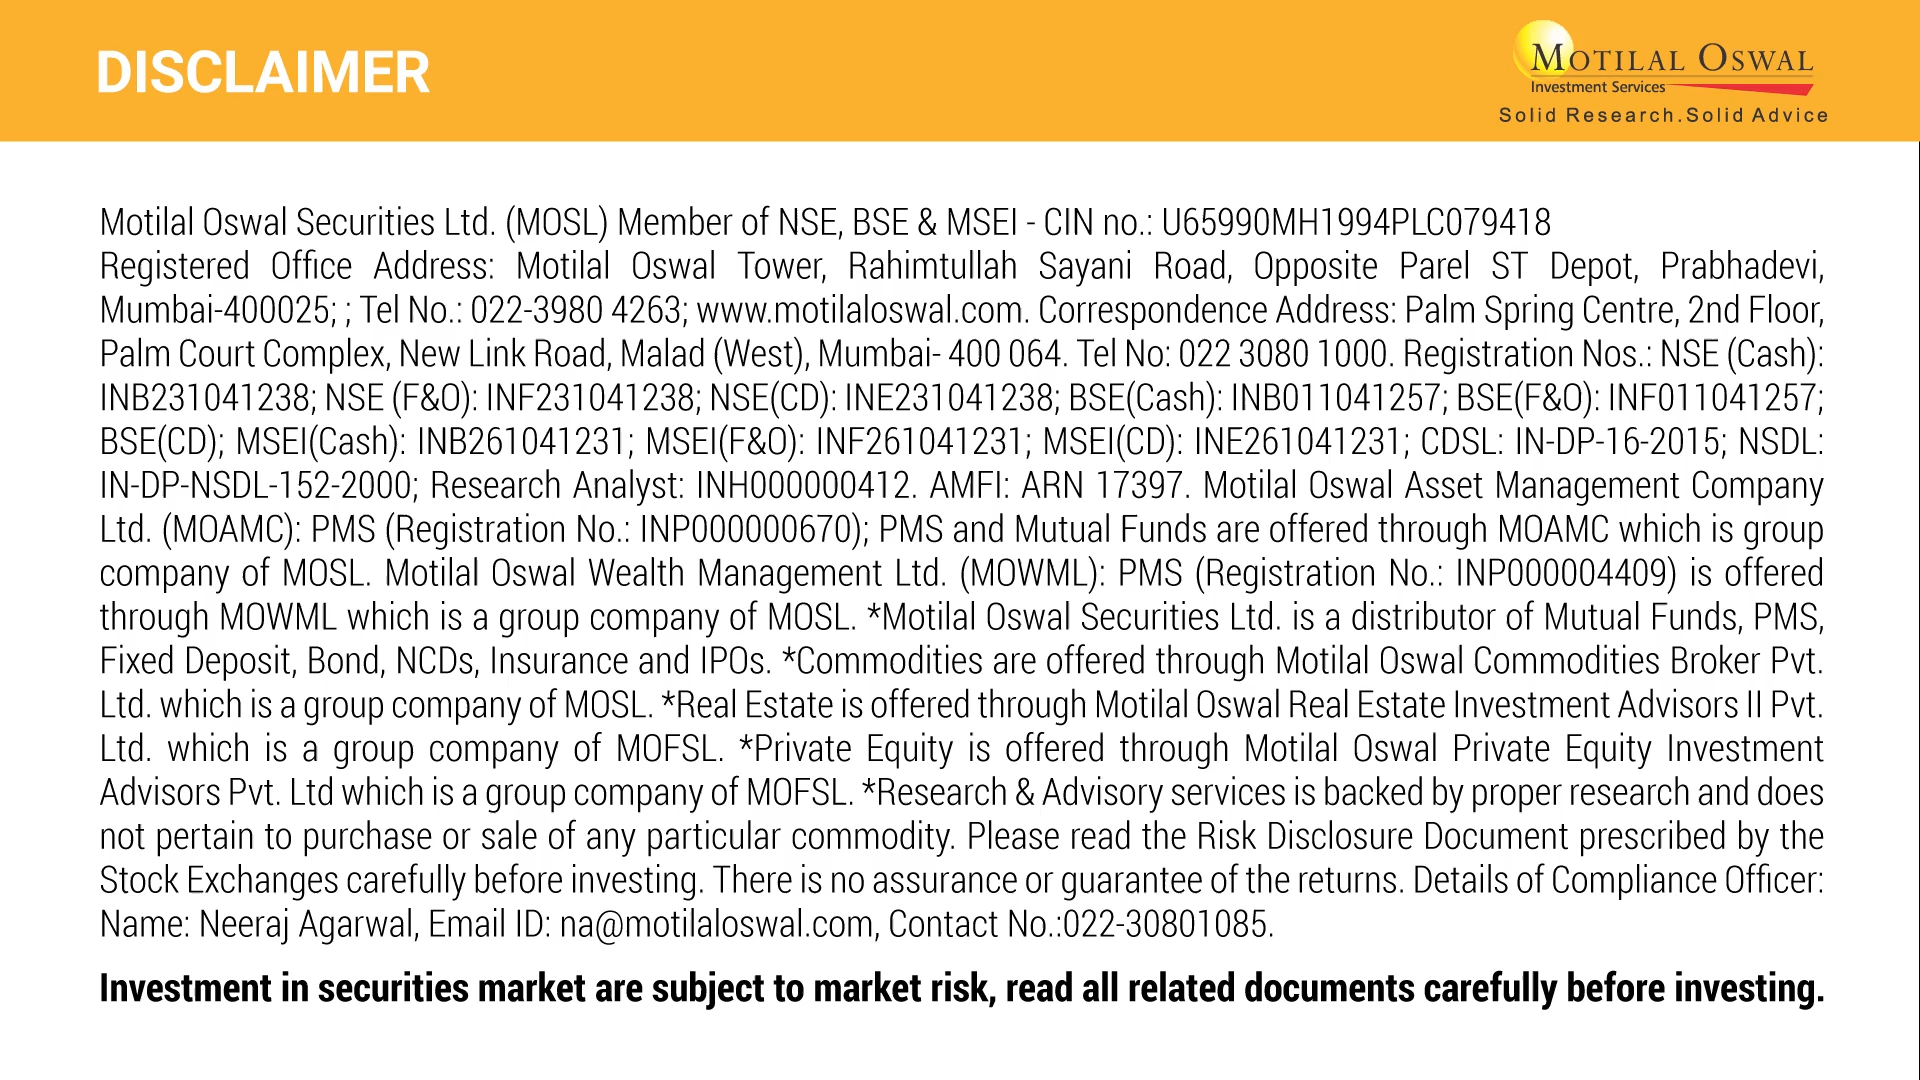 DISCLAIMER
MOTILAL OSWAL
Investment Services
Solid Research.Solid Advice
Motilal Oswal Securities Ltd. (MOSL) Member of NSE, BSE & MSEI - CIN no.: U65990MH1994PLC079418
Registered Office Address: Motilal Oswal Tower, Rahimtullah Sayani Road, Opposite Parel ST Depot, Prabhadevi,
Mumbai-400025; ; Tel No.: 022-3980 4263; www.motilaloswal.com. Correspondence Address: Palm Spring Centre, 2nd Floor,
Palm Court Complex, New Link Road, Malad (West), Mumbai- 400 064. Tel No: 022 3080 1000. Registration Nos.: NSE (Cash):
INB231041238; NSE (F&O): INF231041238; NSE(CD): INE231041238; BSE(Cash): INB011041257; BSE(F&O): INF011041257;
BSE(CD); MSEI(Cash): INB261041231; MSEI(F&O): INF261041231; MSEI(CD): INE261041231; CDSL: IN-DP-16-2015; NSDL:
IN-DP-NSDL-152-2000; Research Analyst: INH000000412. AMFI: ARN 17397. Motilal Oswal Asset Management Company
Ltd. (MOAMC): PMS (Registration No.: INP000000670); PMS and Mutual Funds are offered through MOAMC which is group
company of MOSL. Motilal Oswal Wealth Management Ltd. (MOWML): PMS (Registration No.: INP000004409) is offered
through MOWML which is a group company of MOSL. *Motilal Oswal Securities Ltd. is a distributor of Mutual Funds, PMS,
Fixed Deposit, Bond, NCDs, Insurance and IPOs. *Commodities are offered through Motilal Oswal Commodities Broker Pvt.
Ltd. which is a group company of MOSL. *Real Estate is offered through Motilal Oswal Real Estate Investment Advisors II Pvt.
Ltd. which is a group company of MOFSL. *Private Equity is offered through Motilal Oswal Private Equity Investment
Advisors Pvt. Ltd which is a group company of MOFSL. *Research & Advisory services is backed by proper research and does
not pertain to purchase or sale of any particular commodity. Please read the Risk Disclosure Document prescribed by the
Stock Exchanges carefully before investing. There is no assurance or guarantee of the returns. Details of Compliance Officer:
Name: Neeraj Agarwal, Email ID: na@motilaloswal.com, Contact No.:022-30801085.
Investment in securities market are subject to market risk, read all related documents carefully before investing.